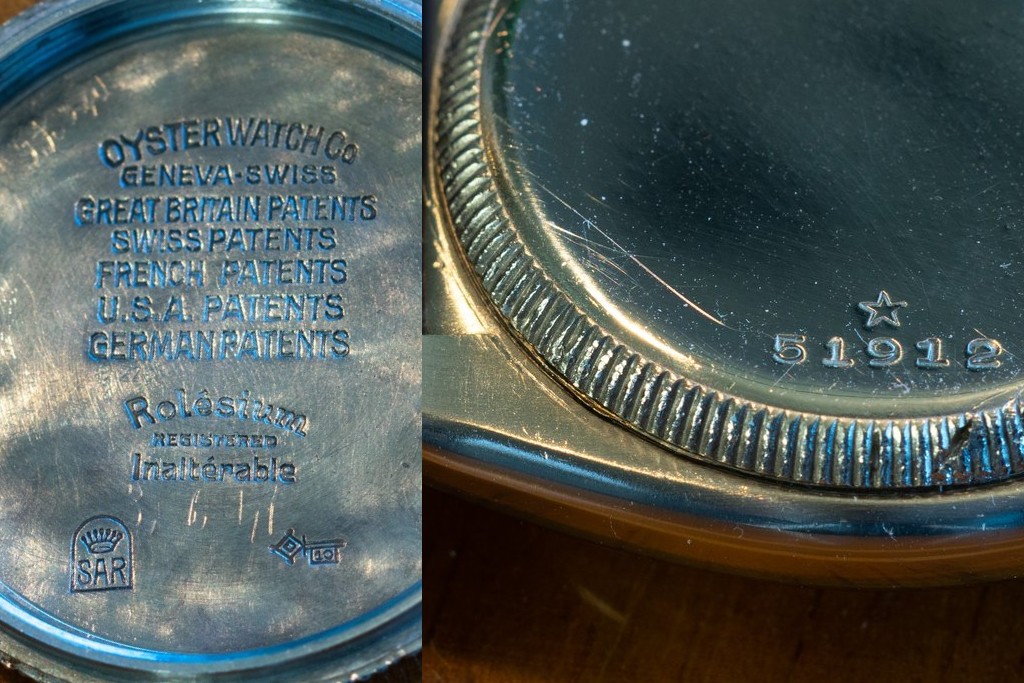 OYSTER WATCH Co
GENEVA-SWISS
GREAT BRITAIN PATENTS
SWISS PATENTS
FRENCH PATENTS
U.S.A. PATENTS
GERMAN PATENTS
Rolésium
REGISTERED
Inaltérable
SAR
10
51912